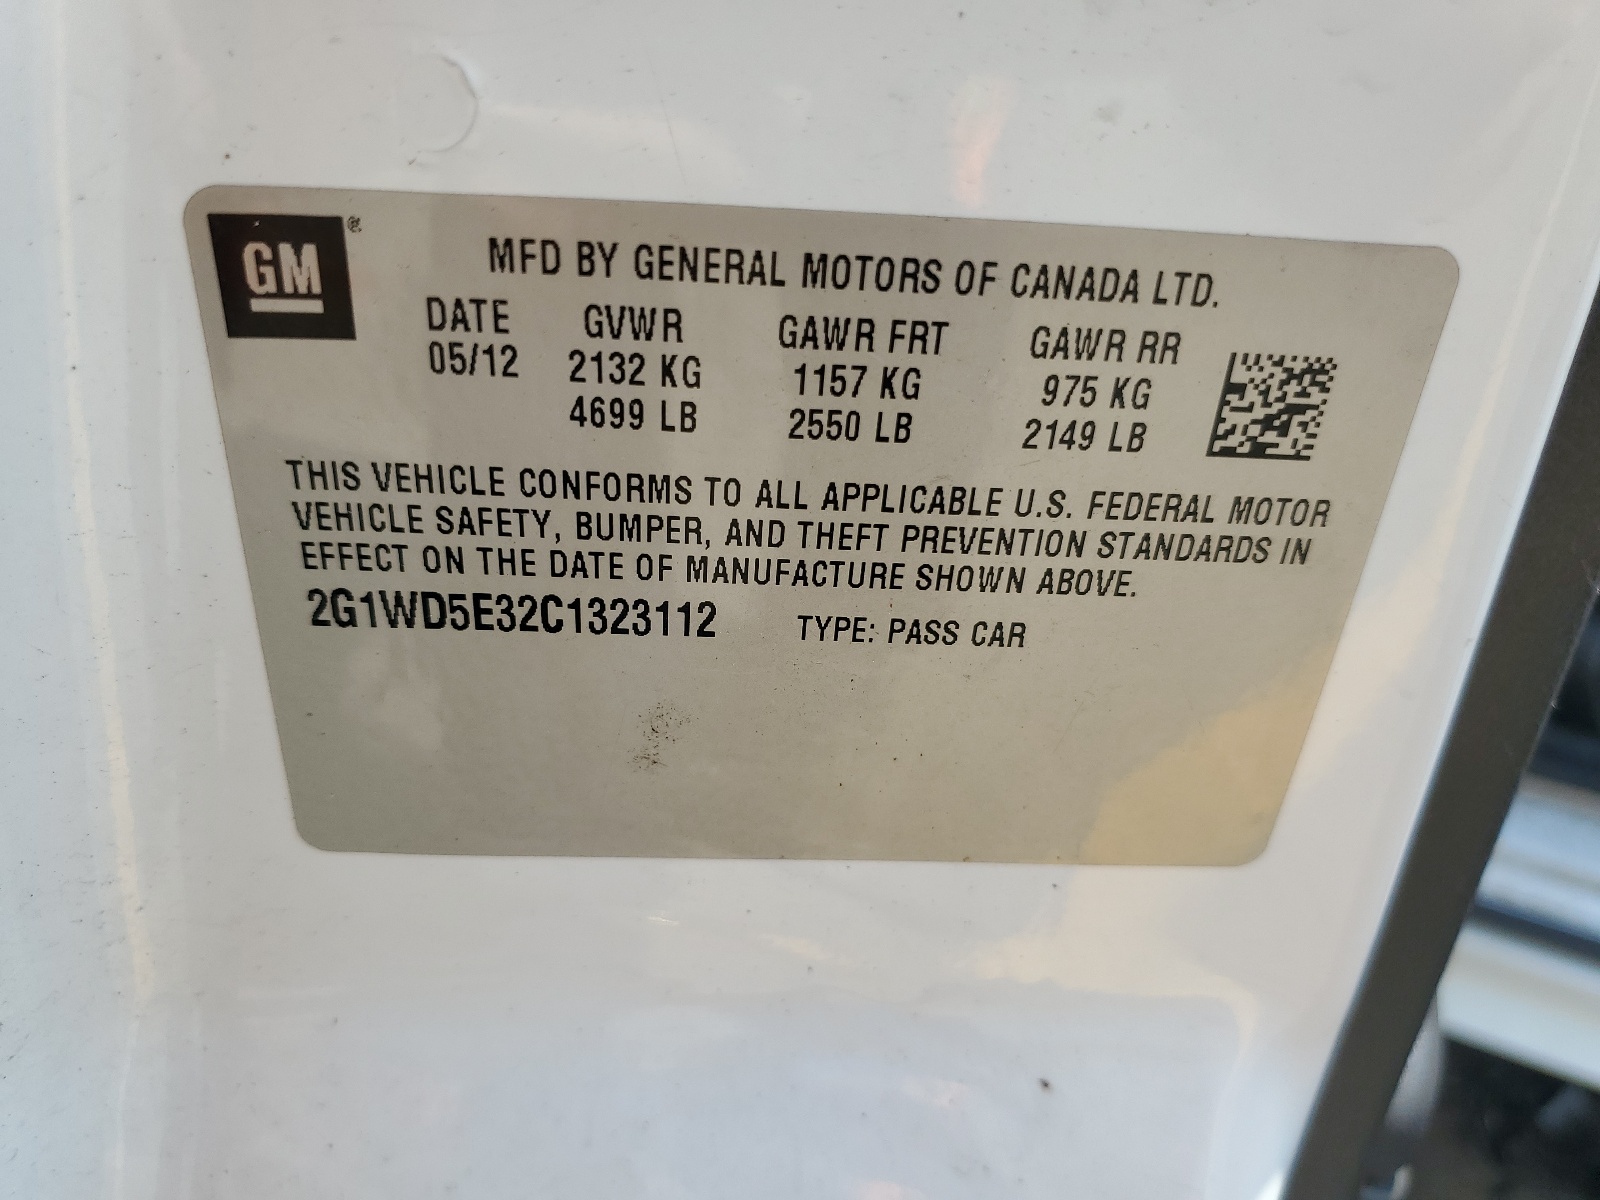 GM
MFD BY GENERAL MOTORS OF CANADA LTD.
DATE GVWR GAWR FRT GAWR RR
05/12 2132 KG 1157 KG 975 KG
4699 LB 2550 LB 2149 LB
THIS VEHICLE CONFORMS TO ALL APPLICABLE U.S. FEDERAL MOTOR
VEHICLE SAFETY, BUMPER, AND THEFT PREVENTION STANDARDS IN
EFFECT ON THE DATE OF MANUFACTURE SHOWN ABOVE.
2G1WD5E32C1323112 TYPE: PASS CAR